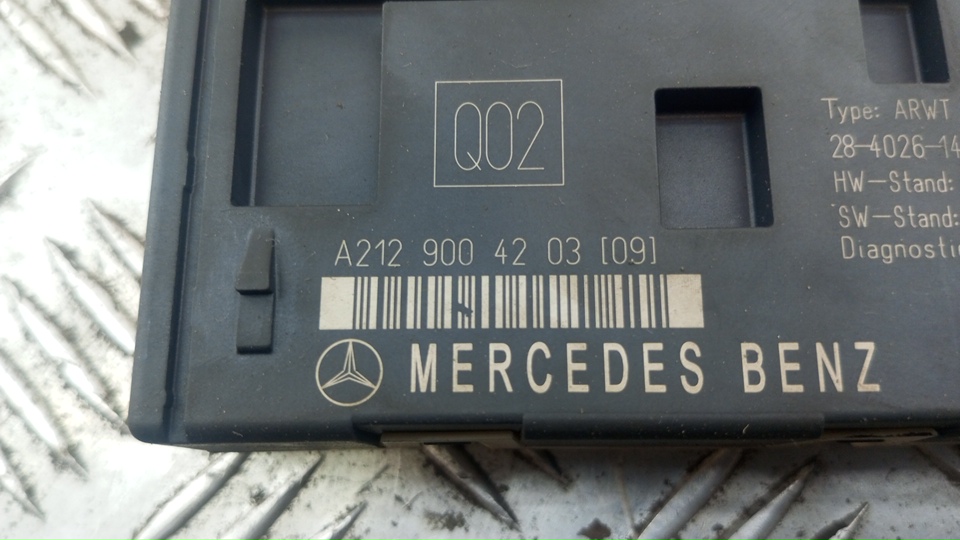 Q02
Type: ARWT
28-4026-14
HW-Stand:
SW-Stand:
A212 900 42 03 [09]
MERCEDES BENZ